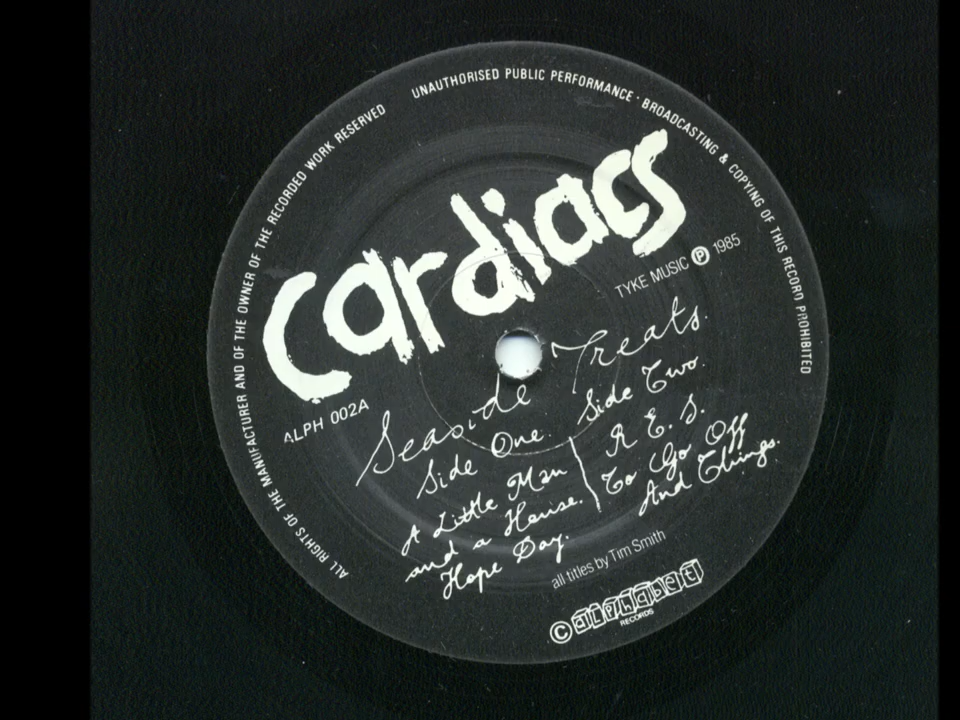 ALL RIGHTS OF THE MANUFACTURER AND OF THE OWNER OF THE RECORDED WORK RESERVED
UNAUTHORISED PUBLIC PERFORMANCE · BROADCASTING & COPYING OF THIS RECORD PROHIBITED
cardiacs
TYKE MUSIC Ⓟ 1985
ALPH 002A
Seaside Treats.
Side One.
A Little Man
and a House.
Hope Day.
Side Two.
R. E. S.
To Go Off
And Things.
all titles by Tim Smith
© alphabet
RECORDS